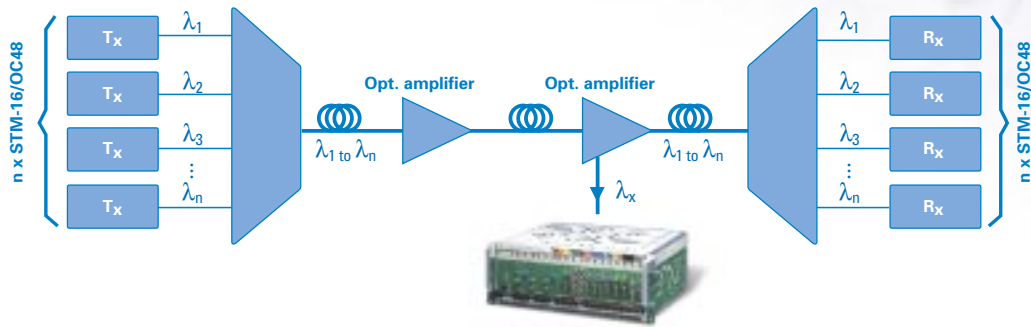 n x STM-16/OC48
Tx λ1
Tx λ2
Tx λ3
⋮
Tx λn
λ1 to λn
Opt. amplifier
Opt. amplifier
λx
λ1 to λn
λ1 Rx
λ2 Rx
λ3 Rx
⋮
λn Rx
n x STM-16/OC48